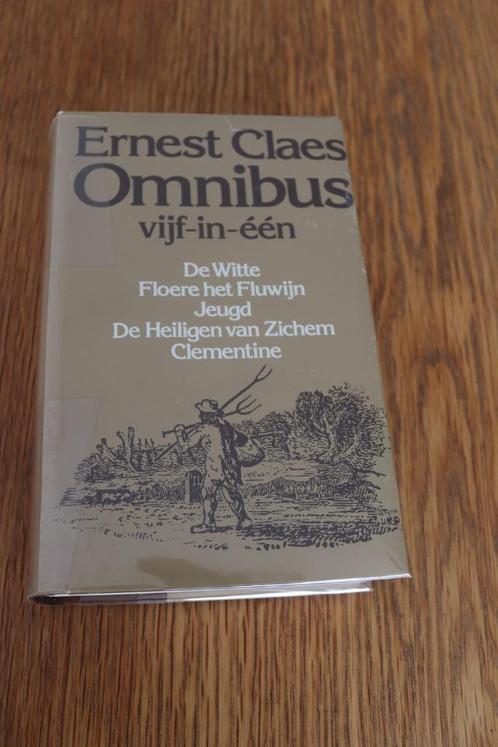 Ernest Claes
Omnibus
vijf-in-één
De Witte
Floere het Fluwijn
Jeugd
De Heiligen van Zichem
Clementine